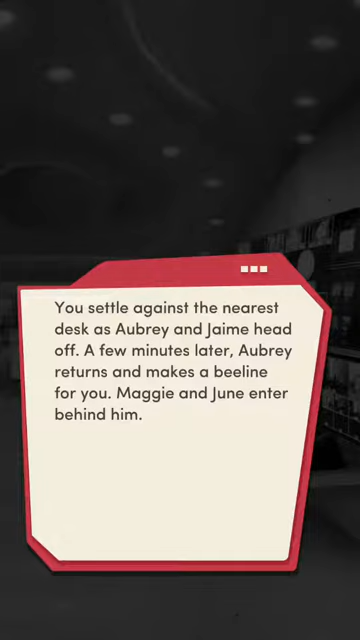 You settle against the nearest
desk as Aubrey and Jaime head
off. A few minutes later, Aubrey
returns and makes a beeline
for you. Maggie and June enter
behind him.